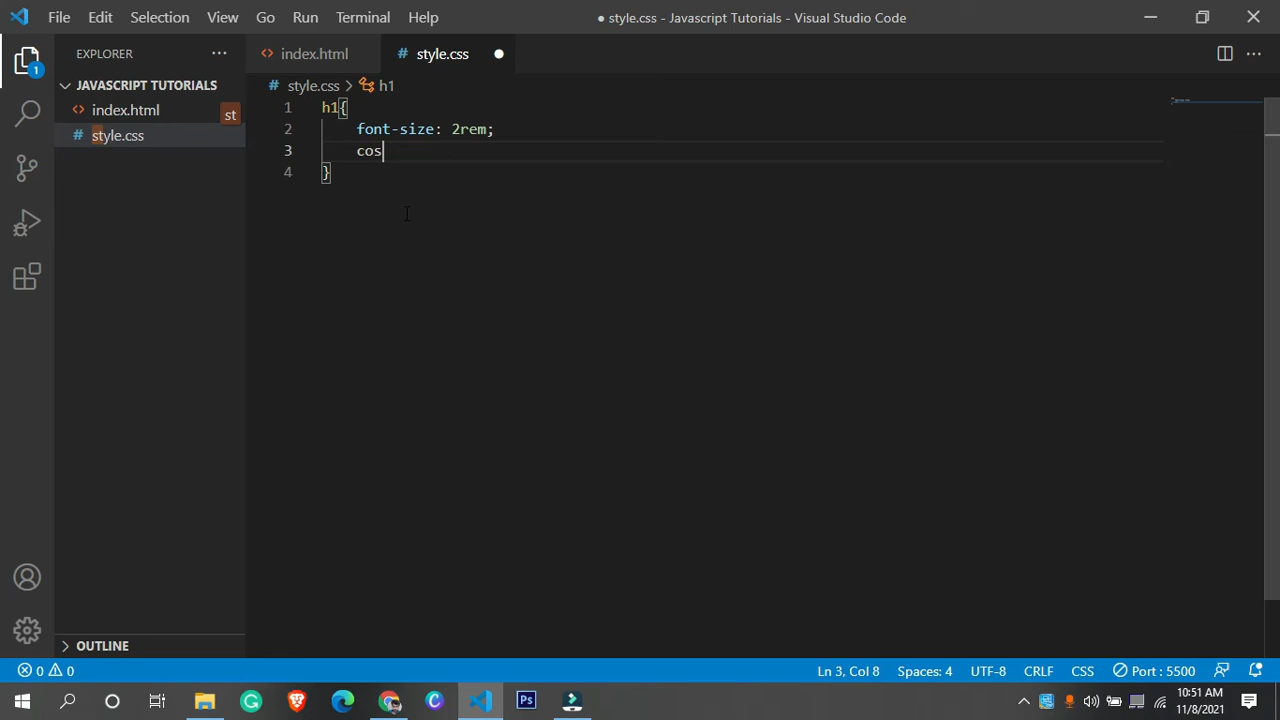 File Edit Selection View Go Run Terminal Help
● style.css - Javascript Tutorials - Visual Studio Code
EXPLORER
index.html
# style.css
1
JAVASCRIPT TUTORIALS
# style.css > h1
index.html
st
# style.css
1 h1{
2 font-size: 2rem;
3 cos
4 }
OUTLINE
0 0
Ln 3, Col 8
Spaces: 4
UTF-8
CRLF
CSS
Port : 5500
Ps
10:51 AM
11/8/2021